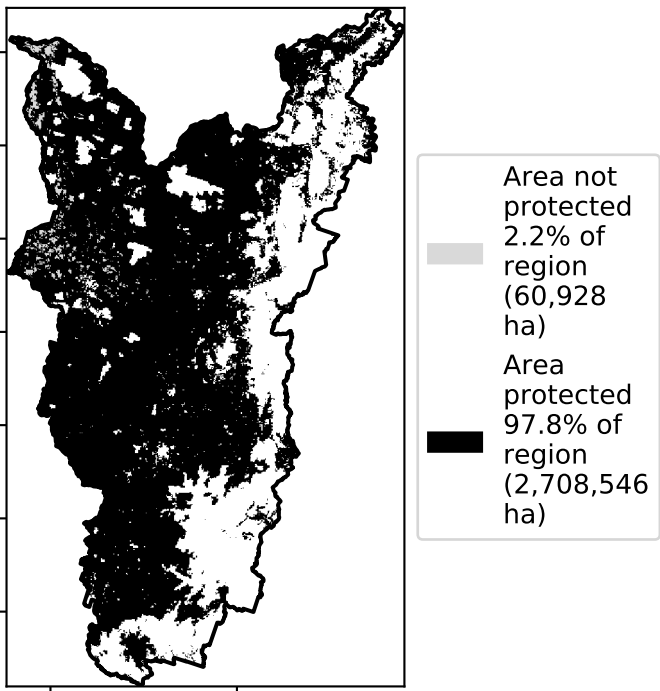 Area not
protected
2.2% of
region
(60,928
ha)
Area
protected
97.8% of
region
(2,708,546
ha)